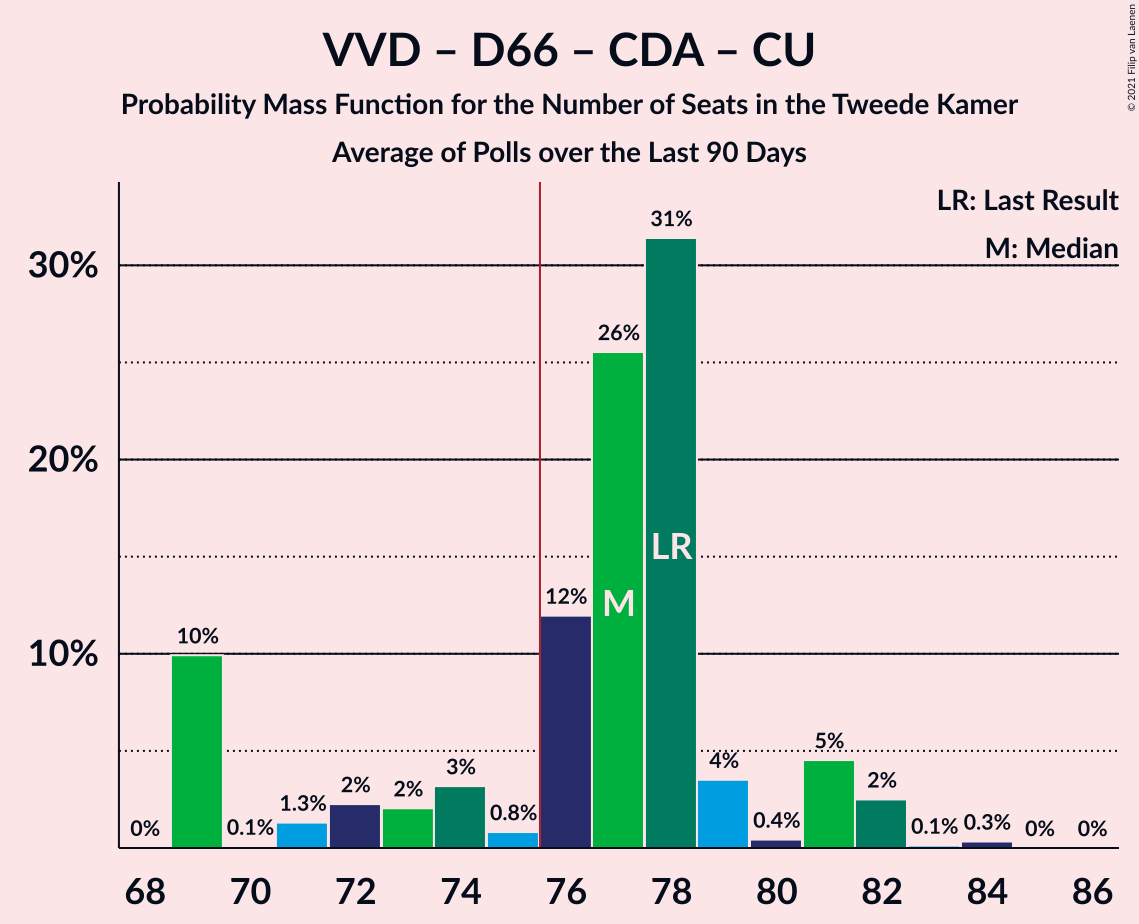 VVD – D66 – CDA – CU
Probability Mass Function for the Number of Seats in the Tweede Kamer
Average of Polls over the Last 90 Days
© 2021 Filip van Laenen
LR: Last Result
M: Median
30%
20%
10%
0%
10%
0.1%
1.3%
2%
2%
3%
0.8%
12%
26%
31%
4%
0.4%
5%
2%
0.1%
0.3%
0%
0%
M
LR
68 70 72 74 76 78 80 82 84 86